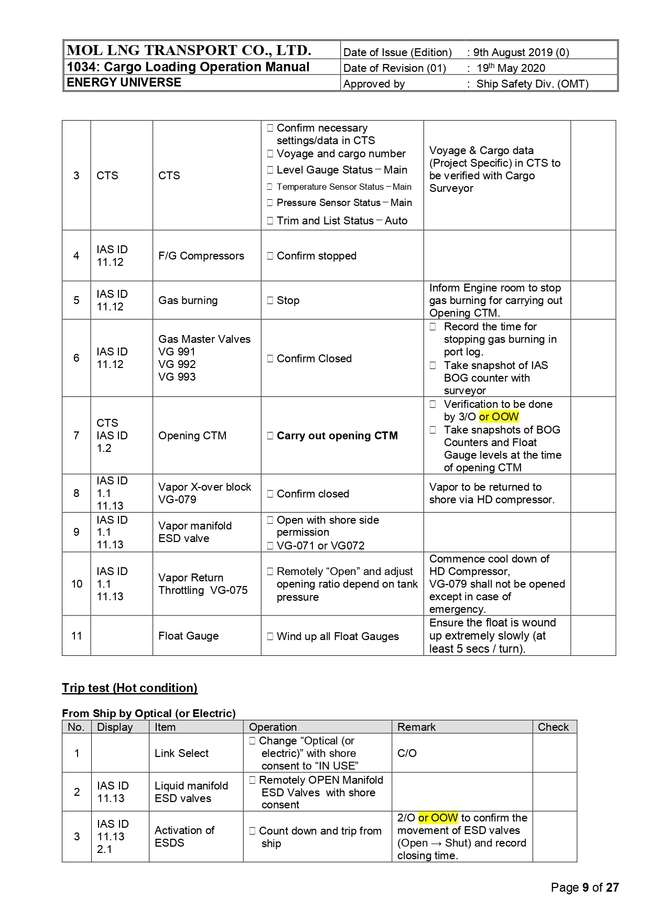 MOL LNG TRANSPORT CO., LTD. Date of Issue (Edition) : 9th August 2019 (0)
1034: Cargo Loading Operation Manual Date of Revision (01) : 19th May 2020
ENERGY UNIVERSE Approved by : Ship Safety Div. (OMT)
3 CTS CTS
□ Confirm necessary
settings/data in CTS
□ Voyage and cargo number
□ Level Gauge Status－Main
□ Temperature Sensor Status－Main
□ Pressure Sensor Status－Main
□ Trim and List Status－Auto
Voyage & Cargo data
(Project Specific) in CTS to
be verified with Cargo
Surveyor
4 IAS ID
11.12
F/G Compressors □ Confirm stopped
5 IAS ID
11.12
Gas burning □ Stop
Inform Engine room to stop
gas burning for carrying out
Opening CTM.
6 IAS ID
11.12
Gas Master Valves
VG 991
VG 992
VG 993
□ Confirm Closed
□ Record the time for
stopping gas burning in
port log.
□ Take snapshot of IAS
BOG counter with
surveyor
7 CTS
IAS ID
1.2
Opening CTM □ Carry out opening CTM
□ Verification to be done
by 3/O or OOW
□ Take snapshots of BOG
Counters and Float
Gauge levels at the time
of opening CTM
8 IAS ID
1.1
11.13
Vapor X-over block
VG-079
□ Confirm closed
Vapor to be returned to
shore via HD compressor.
9 IAS ID
1.1
11.13
Vapor manifold
ESD valve
□ Open with shore side
permission
□ VG-071 or VG072
10 IAS ID
1.1
11.13
Vapor Return
Throttling VG-075
□ Remotely “Open” and adjust
opening ratio depend on tank
pressure
Commence cool down of
HD Compressor,
VG-079 shall not be opened
except in case of
emergency.
11 Float Gauge □ Wind up all Float Gauges
Ensure the float is wound
up extremely slowly (at
least 5 secs / turn).
Trip test (Hot condition)
From Ship by Optical (or Electric)
No. Display Item Operation Remark Check
1 Link Select
□ Change “Optical (or
electric)” with shore
consent to “IN USE”
C/O
2 IAS ID
11.13
Liquid manifold
ESD valves
□ Remotely OPEN Manifold
ESD Valves with shore
consent
3 IAS ID
11.13
2.1
Activation of
ESDS
□ Count down and trip from
ship
2/O or OOW to confirm the
movement of ESD valves
(Open → Shut) and record
closing time.
Page 9 of 27